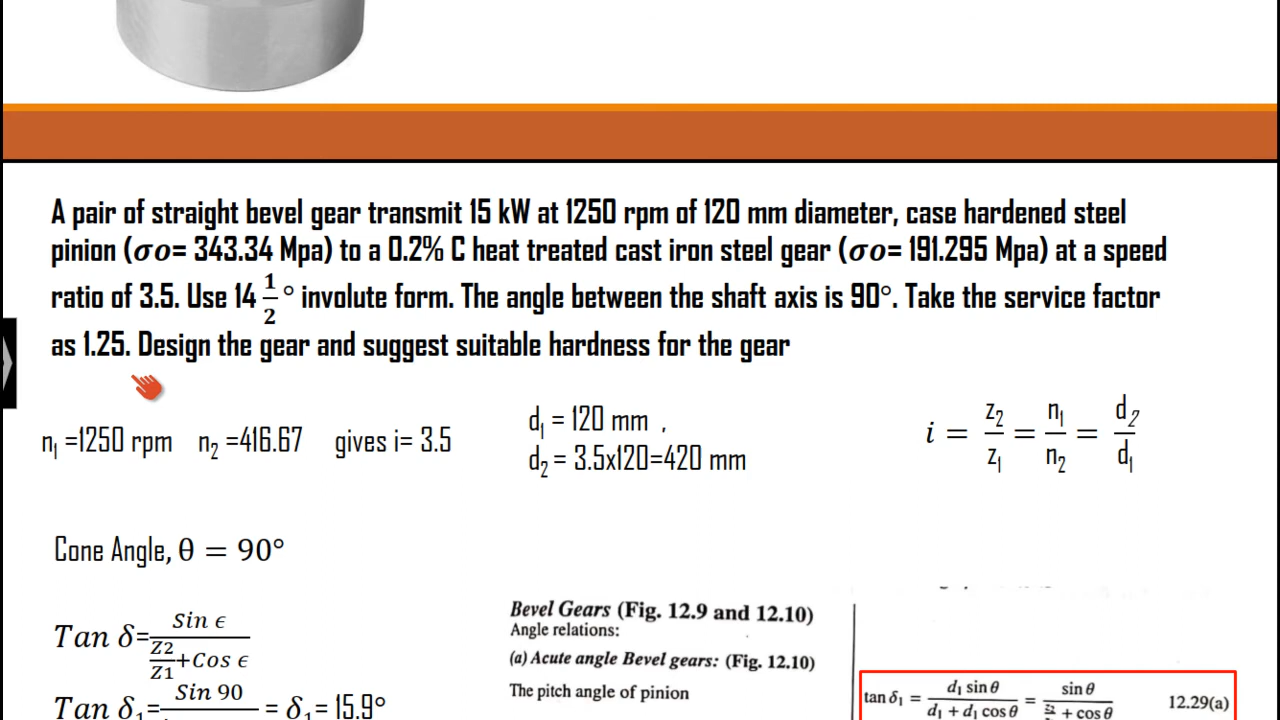 A pair of straight bevel gear transmit 15 kW at 1250 rpm of 120 mm diameter, case hardened steel
pinion (σo= 343.34 Mpa) to a 0.2% C heat treated cast iron steel gear (σo= 191.295 Mpa) at a speed
ratio of 3.5. Use 14 1/2 ° involute form. The angle between the shaft axis is 90°. Take the service factor
as 1.25. Design the gear and suggest suitable hardness for the gear
n₁ =1250 rpm n₂ =416.67 gives i= 3.5
d₁ = 120 mm ,
d₂ = 3.5x120=420 mm
i = z₂/z₁ = n₁/n₂ = d₂/d₁
Cone Angle, θ = 90°
Tan δ= Sin ϵ / (Z2/Z1 +Cos ϵ)
Tan δ₁= Sin 90 = δ₁= 15.9°
Bevel Gears (Fig. 12.9 and 12.10)
Angle relations:
(a) Acute angle Bevel gears: (Fig. 12.10)
The pitch angle of pinion
tan δ₁ = d₁ sin θ / (d₁ + d₁ cos θ) = sin θ / ( + cos θ) 12.29(a)